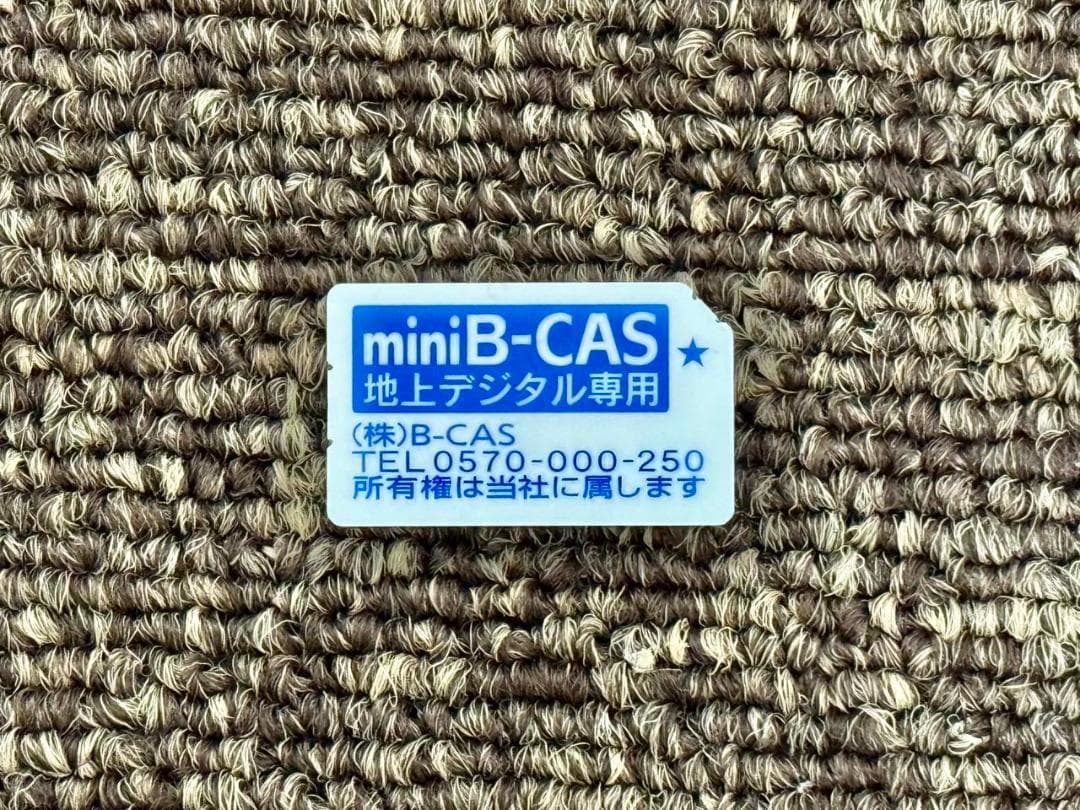 miniB-CAS
地上デジタル専用
(株)B-CAS
TEL 0570-000-250
所有権は当社に属します